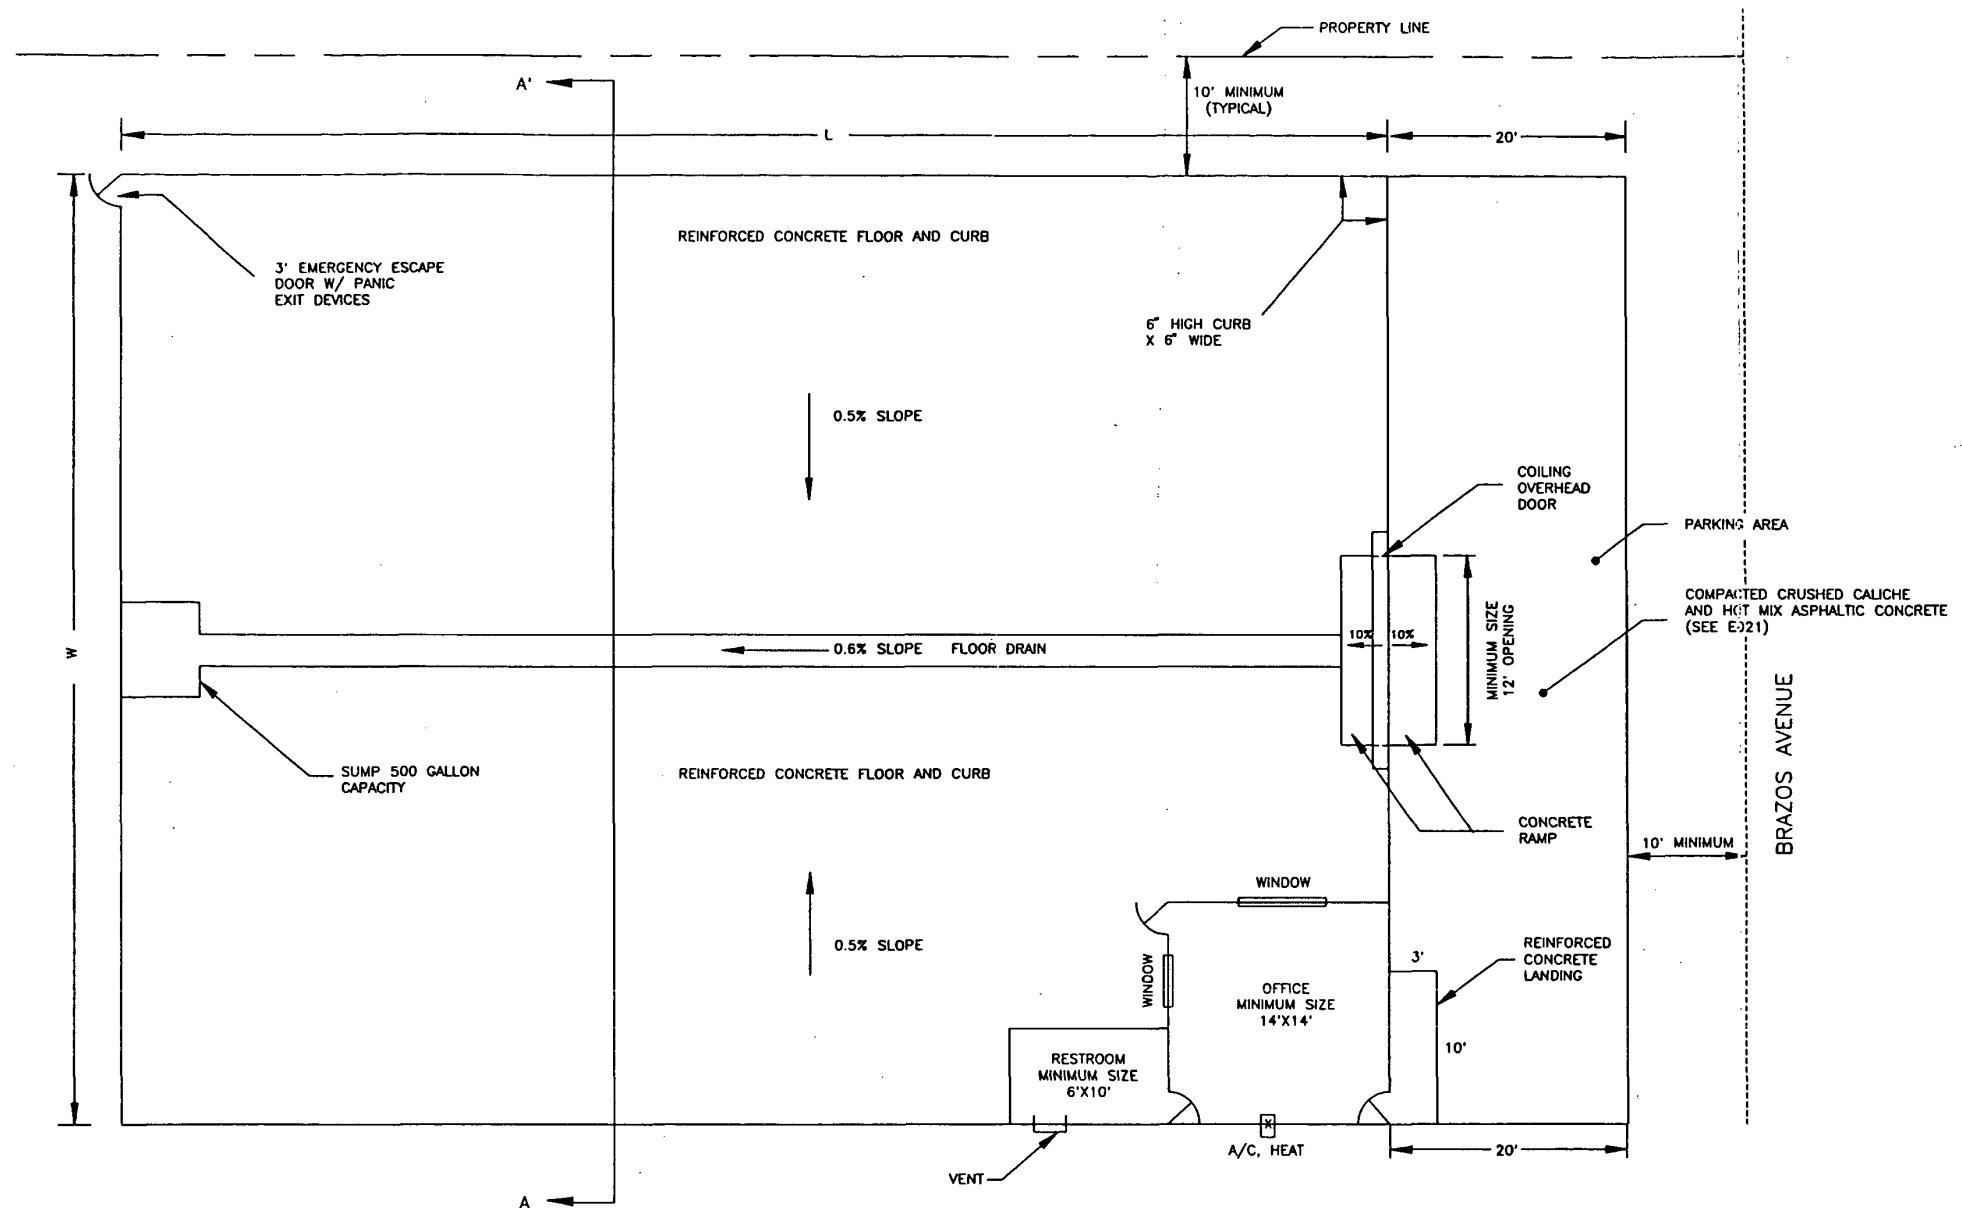 PROPERTY LINE
A'
10' MINIMUM
(TYPICAL)
L
20'
REINFORCED CONCRETE FLOOR AND CURB
3' EMERGENCY ESCAPE
DOOR W/ PANIC
EXIT DEVICES
6" HIGH CURB
X 6" WIDE
0.5% SLOPE
COILING
OVERHEAD
DOOR
PARKING AREA
COMPACTED CRUSHED CALICHE
AND HOT MIX ASPHALTIC CONCRETE
(SEE E021)
MINIMUM SIZE
12' OPENING
10%
10%
W
0.6% SLOPE FLOOR DRAIN
BRAZOS AVENUE
SUMP 500 GALLON
CAPACITY
REINFORCED CONCRETE FLOOR AND CURB
CONCRETE
RAMP
10' MINIMUM
WINDOW
0.5% SLOPE
WINDOW
3'
REINFORCED
CONCRETE
LANDING
OFFICE
MINIMUM SIZE
14'X14'
10'
RESTROOM
MINIMUM SIZE
6'X10'
X
A/C, HEAT
20'
VENT
A